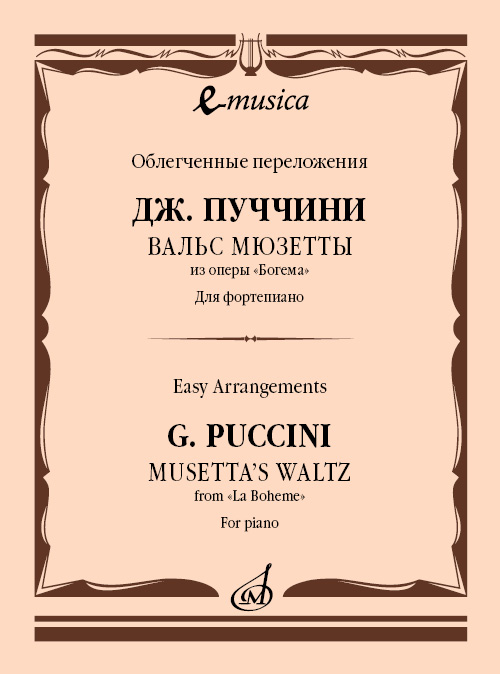 e-musica
Облегченные переложения
ДЖ. ПУЧЧИНИ
ВАЛЬС МЮЗЕТТЫ
из оперы «Богема»
Для фортепиано
Easy Arrangements
G. PUCCINI
MUSETTA’S WALTZ
from «La Boheme»
For piano